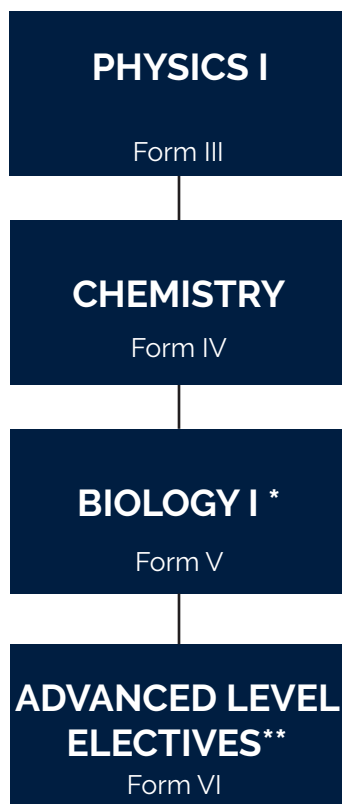 PHYSICS I
Form III
CHEMISTRY
Form IV
BIOLOGY I *
Form V
ADVANCED LEVEL
ELECTIVES**
Form VI